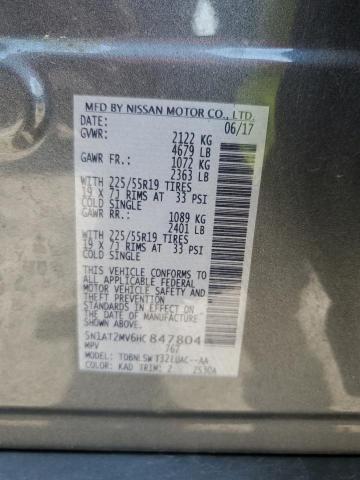 MFD BY NISSAN MOTOR CO., LTD.
DATE: 06/17
GVWR: 2122 KG
4679 LB
GAWR FR.: 1072 KG
2363 LB
WITH 225/55R19 TIRES
19 X 7J RIMS AT 33 PSI
COLD SINGLE
GAWR RR.: 1089 KG
2401 LB
WITH 225/55R19 TIRES
19 X 7J RIMS AT 33 PSI
COLD SINGLE
THIS VEHICLE CONFORMS TO
ALL APPLICABLE FEDERAL
SAFETY, BUMPER, AND
THEFT PREVENTION
STANDARDS IN EFFECT ON
THE DATE OF MANUFACTURE
SHOWN ABOVE.
5N1AT2MV6HC847804
MPV 767
MODEL:
COLOR: KAD TRIM: Z 2530A